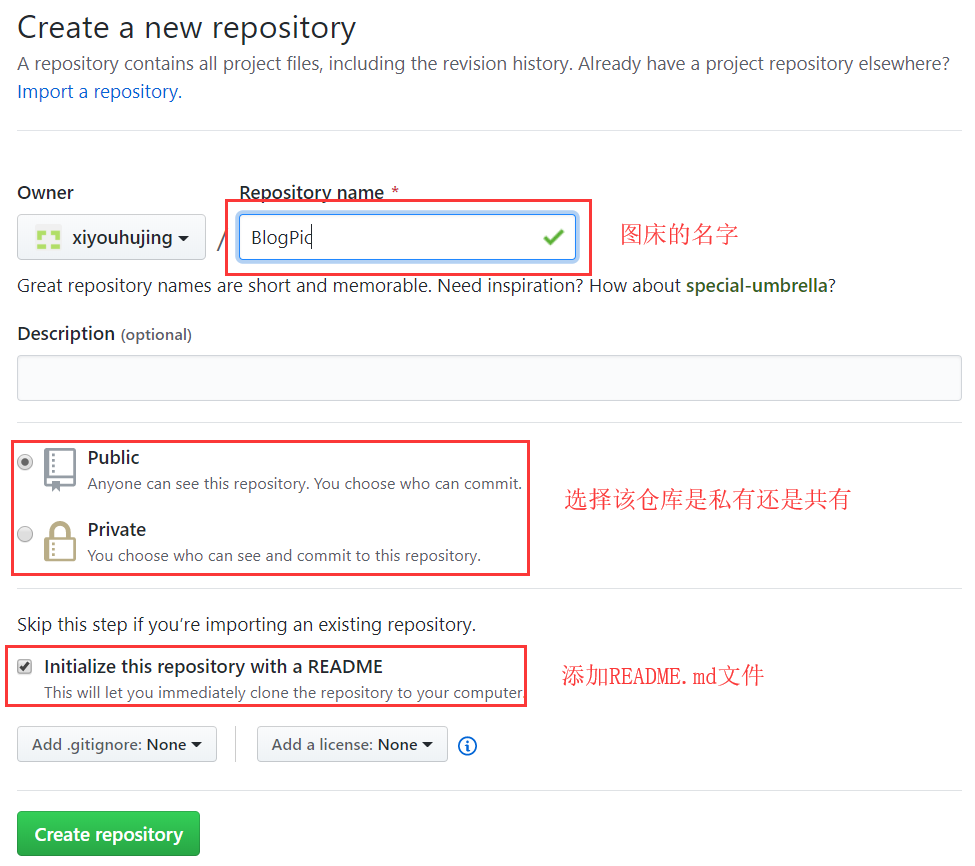 Create a new repository
A repository contains all project files, including the revision history. Already have a project repository elsewhere?
Import a repository.
Owner
Repository name *
xiyouhujing
/
BlogPic
图床的名字
Great repository names are short and memorable. Need inspiration? How about special-umbrella?
Description (optional)
Public
Anyone can see this repository. You choose who can commit.
选择该仓库是私有还是共有
Private
You choose who can see and commit to this repository.
Skip this step if you're importing an existing repository.
Initialize this repository with a README
This will let you immediately clone the repository to your computer.
添加README.md文件
Add .gitignore: None
Add a license: None
Create repository